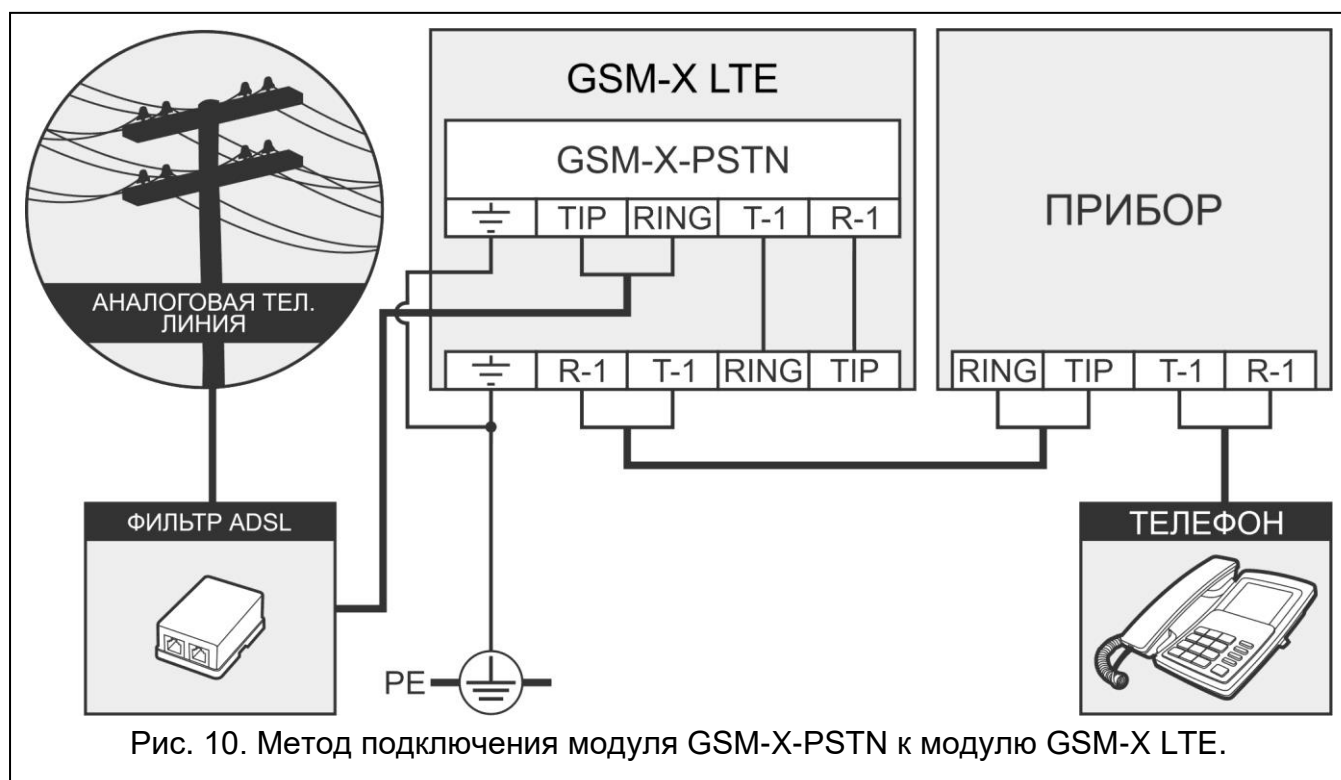 GSM-X LTE
GSM-X-PSTN
TIP RING T-1 R-1
ПРИБОР
АНАЛОГОВАЯ ТЕЛ.
ЛИНИЯ
R-1 T-1 RING TIP
RING TIP T-1 R-1
ФИЛЬТР ADSL
ТЕЛЕФОН
PE
Рис. 10. Метод подключения модуля GSM-X-PSTN к модулю GSM-X LTE.